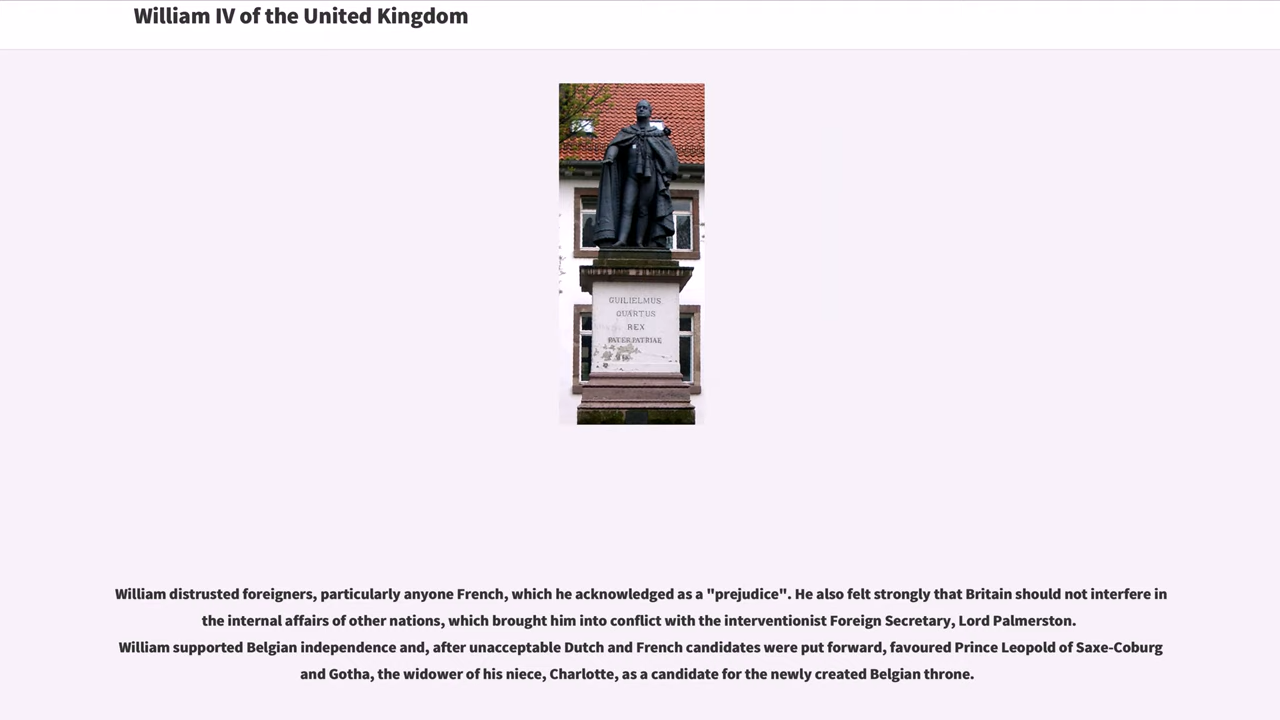 William IV of the United Kingdom
GUILIELMUS
QUARTUS
REX
PATER PATRIAE
William distrusted foreigners, particularly anyone French, which he acknowledged as a "prejudice". He also felt strongly that Britain should not interfere in
the internal affairs of other nations, which brought him into conflict with the interventionist Foreign Secretary, Lord Palmerston.
William supported Belgian independence and, after unacceptable Dutch and French candidates were put forward, favoured Prince Leopold of Saxe-Coburg
and Gotha, the widower of his niece, Charlotte, as a candidate for the newly created Belgian throne.